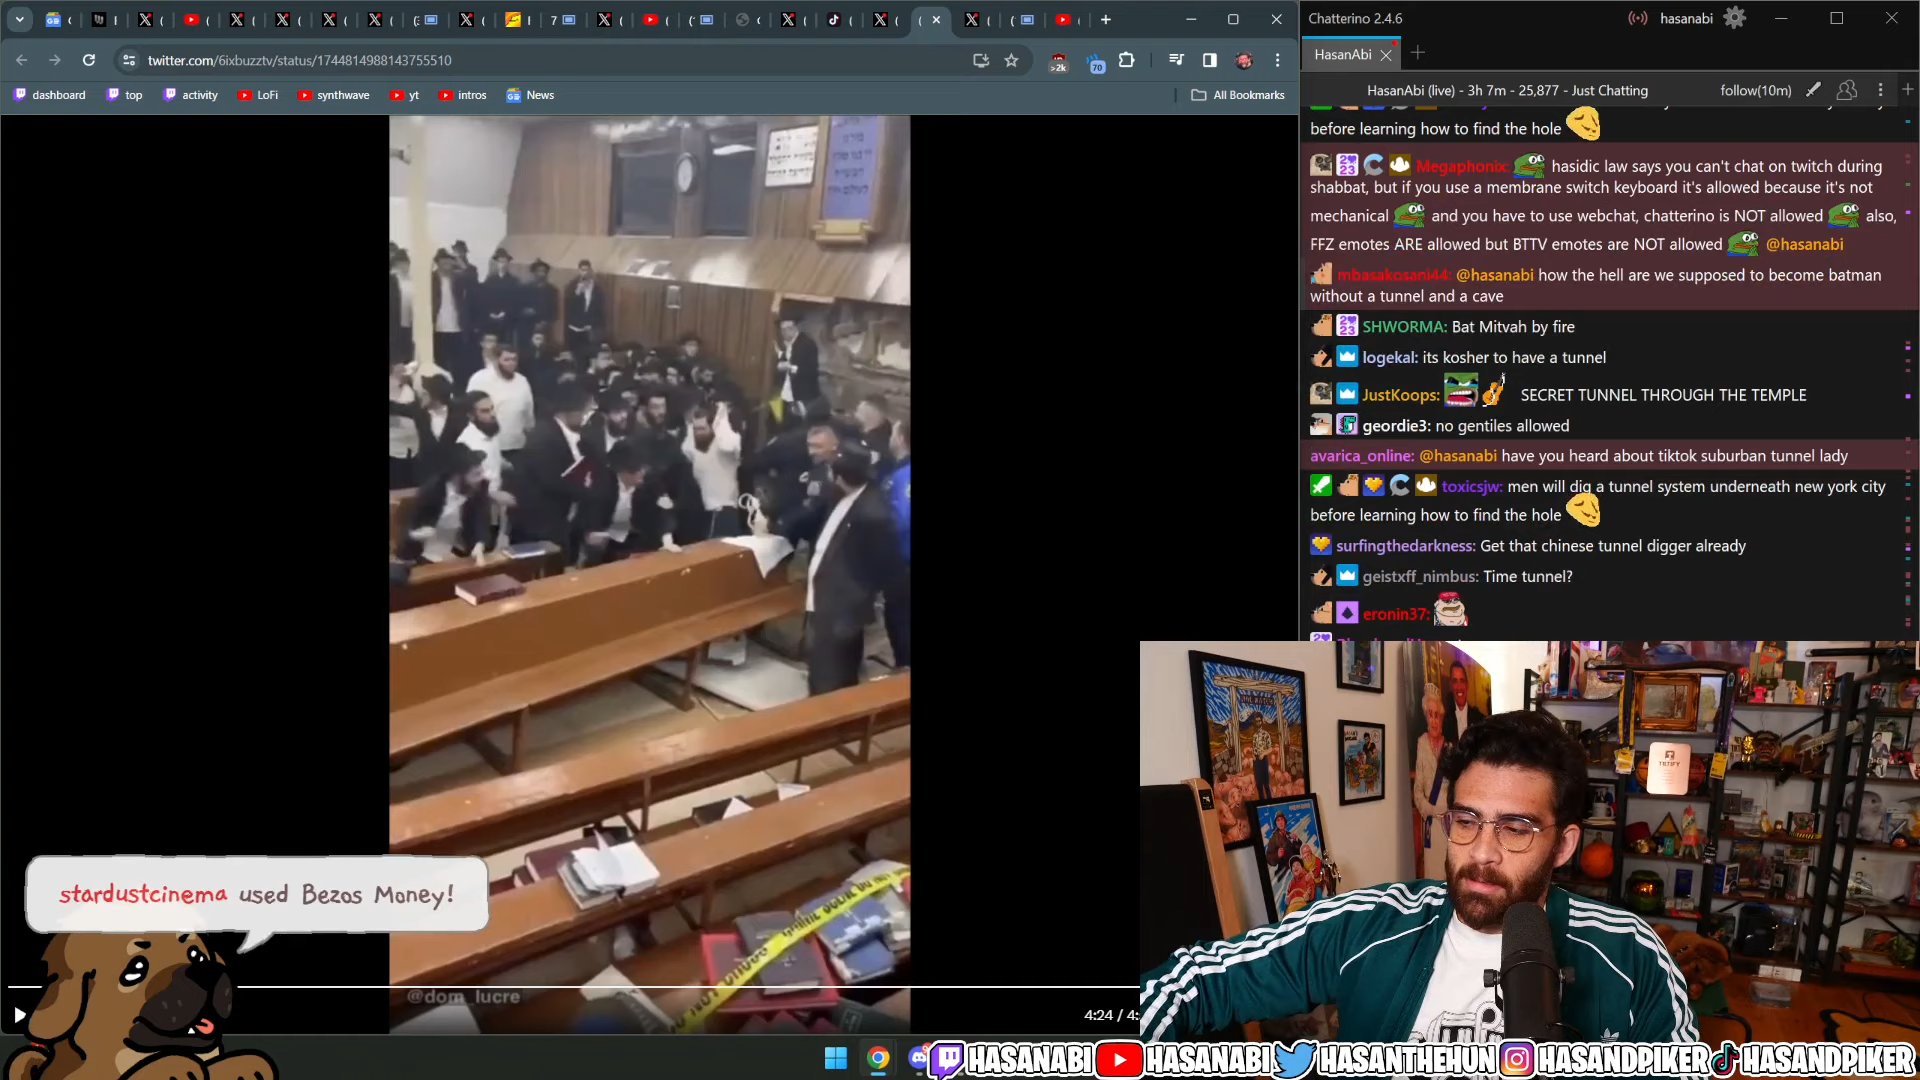 Chatterino 2.4.6
hasanabi
twitter.com/6ixbuzztv/status/1744814988143755510
>2k
70
HasanAbi
dashboard
top
activity
LoFi
synthwave
yt
intros
News
All Bookmarks
HasanAbi (live) - 3h 7m - 25,877 - Just Chatting
follow(10m)
before learning how to find the hole
Megaphonix: hasidic law says you can't chat on twitch during
shabbat, but if you use a membrane switch keyboard it's allowed because it's not
mechanical and you have to use webchat, chatterino is NOT allowed also,
FFZ emotes ARE allowed but BTTV emotes are NOT allowed @hasanabi
mbasakosani44: @hasanabi how the hell are we supposed to become batman
without a tunnel and a cave
SHWORMA: Bat Mitvah by fire
logekal: its kosher to have a tunnel
JustKoops: SECRET TUNNEL THROUGH THE TEMPLE
geordie3: no gentiles allowed
avarica_online: @hasanabi have you heard about tiktok suburban tunnel lady
toxicsjw: men will dig a tunnel system underneath new york city
before learning how to find the hole
surfingthedarkness: Get that chinese tunnel digger already
geistxff_nimbus: Time tunnel?
eronin37:
stardustcinema used Bezos Money!
@dom_lucre
4:24 / 4:
HASANABI HASANABI HASANTHEHUN HASANDPIKER HASANDPIKER